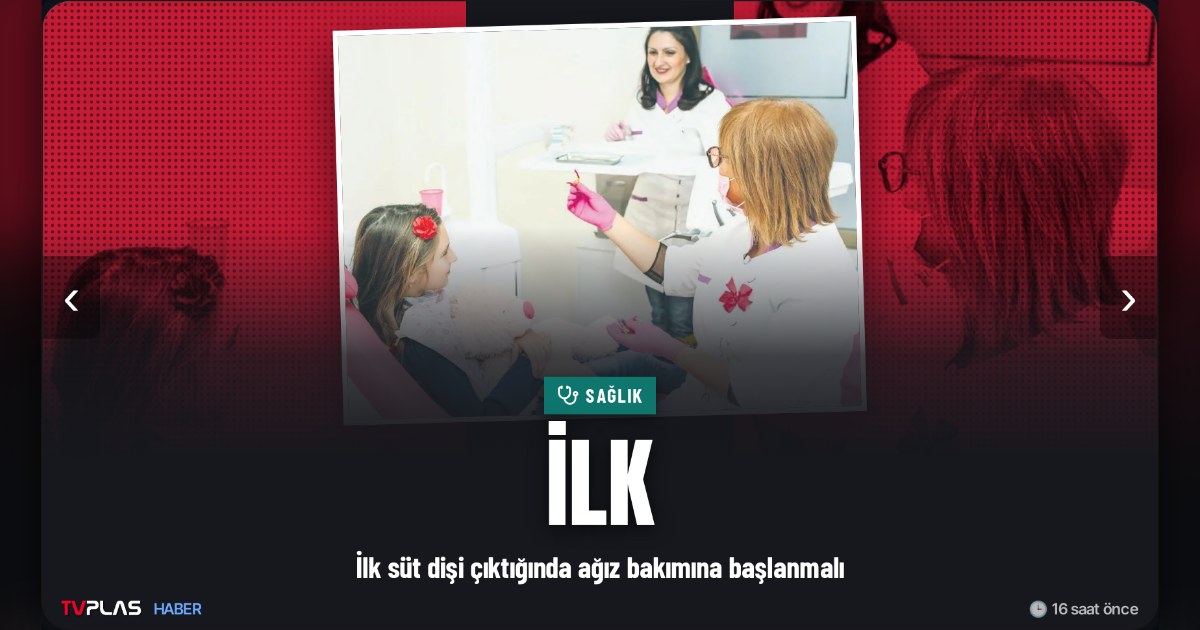 SAĞLIK
İLK
İlk süt dişi çıktığında ağız bakımına başlanmalı
TVPLAS HABER
16 saat önce